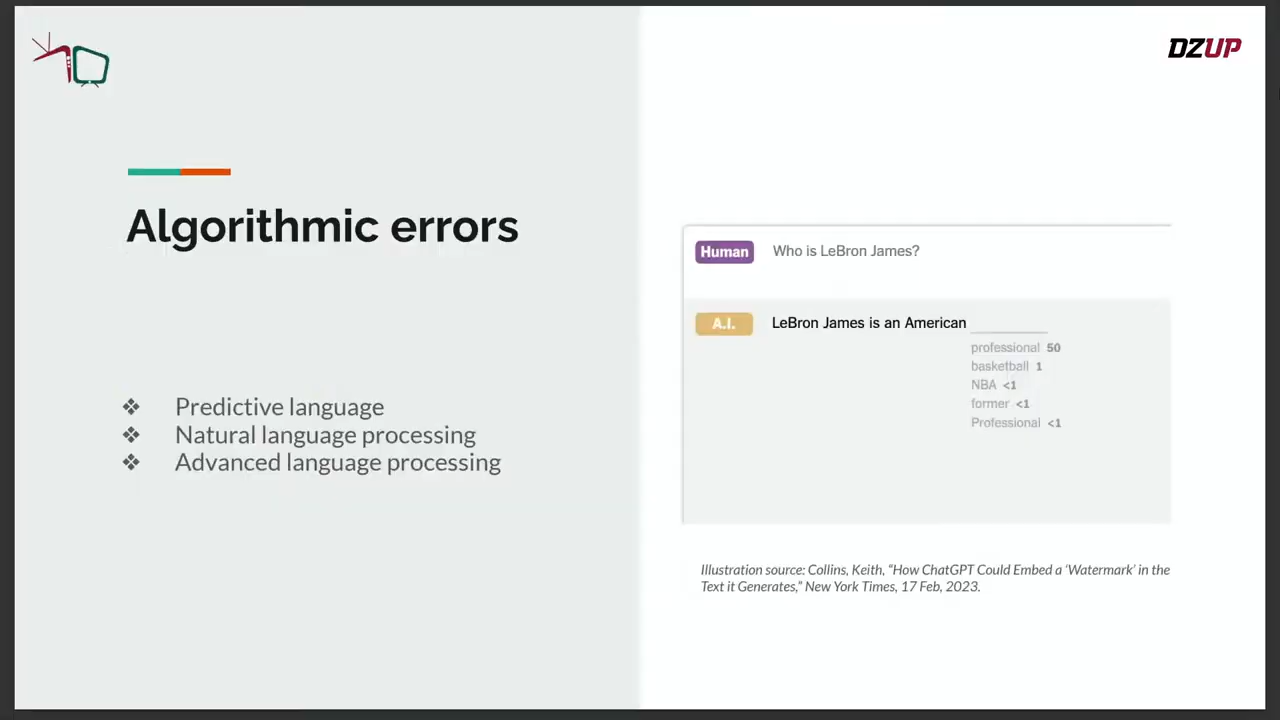 DZUP
Algorithmic errors
❖ Predictive language
❖ Natural language processing
❖ Advanced language processing
Human Who is LeBron James?
A.I. LeBron James is an American ________
professional 50
basketball 1
NBA <1
former <1
Professional <1
Illustration source: Collins, Keith, “How ChatGPT Could Embed a ‘Watermark’ in the
Text it Generates,” New York Times, 17 Feb, 2023.